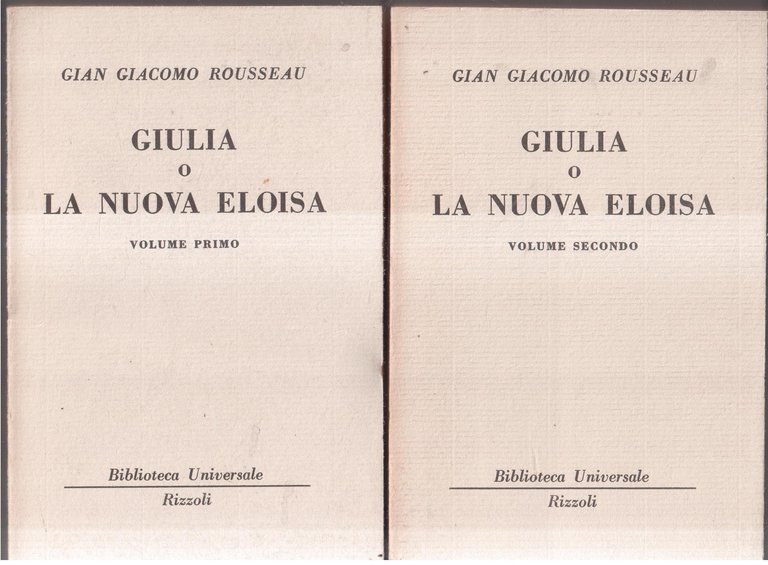 GIAN GIACOMO ROUSSEAU
GIULIA
O
LA NUOVA ELOISA
VOLUME PRIMO
Biblioteca Universale
Rizzoli
GIAN GIACOMO ROUSSEAU
GIULIA
O
LA NUOVA ELOISA
VOLUME SECONDO
Biblioteca Universale
Rizzoli